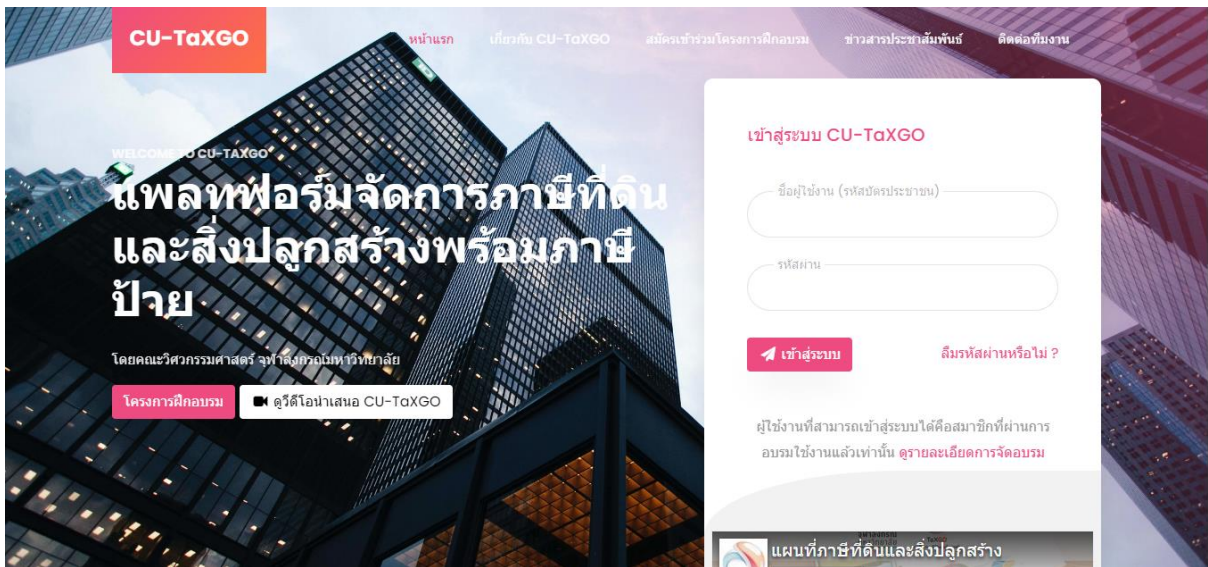 CU-TaXGO
หน้าแรก
เกี่ยวกับ CU-TaXGO
สมัครเข้าร่วมโครงการฝึกอบรม
ข่าวสารประชาสัมพันธ์
ติดต่อทีมงาน
WELCOME TO CU-TAXGO
แพลทฟอร์มจัดการภาษีที่ดิน
และสิ่งปลูกสร้างพร้อมภาษี
ป้าย
โดยคณะวิศวกรรมศาสตร์ จุฬาลงกรณ์มหาวิทยาลัย
โครงการฝึกอบรม
ดูวีดีโอนำเสนอ CU-TaXGO
เข้าสู่ระบบ CU-TaXGO
ชื่อผู้ใช้งาน (รหัสบัตรประชาชน)
รหัสผ่าน
เข้าสู่ระบบ
ลืมรหัสผ่านหรือไม่ ?
ผู้ใช้งานที่สามารถเข้าสู่ระบบได้คือสมาชิกที่ผ่านการ
อบรมใช้งานแล้วเท่านั้น ดูรายละเอียดการจัดอบรม
แผนที่ภาษีที่ดินและสิ่งปลูกสร้าง